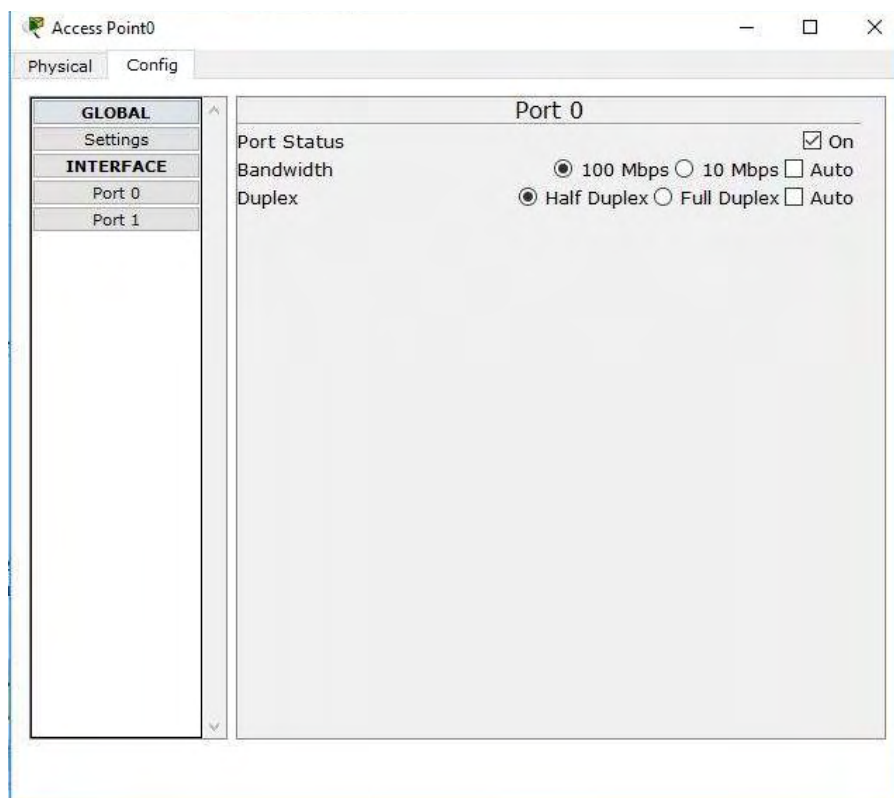 Access Point0
Physical Config
GLOBAL
Settings
INTERFACE
Port 0
Port 1
Port 0
Port Status On
Bandwidth 100 Mbps 10 Mbps Auto
Duplex Half Duplex Full Duplex Auto